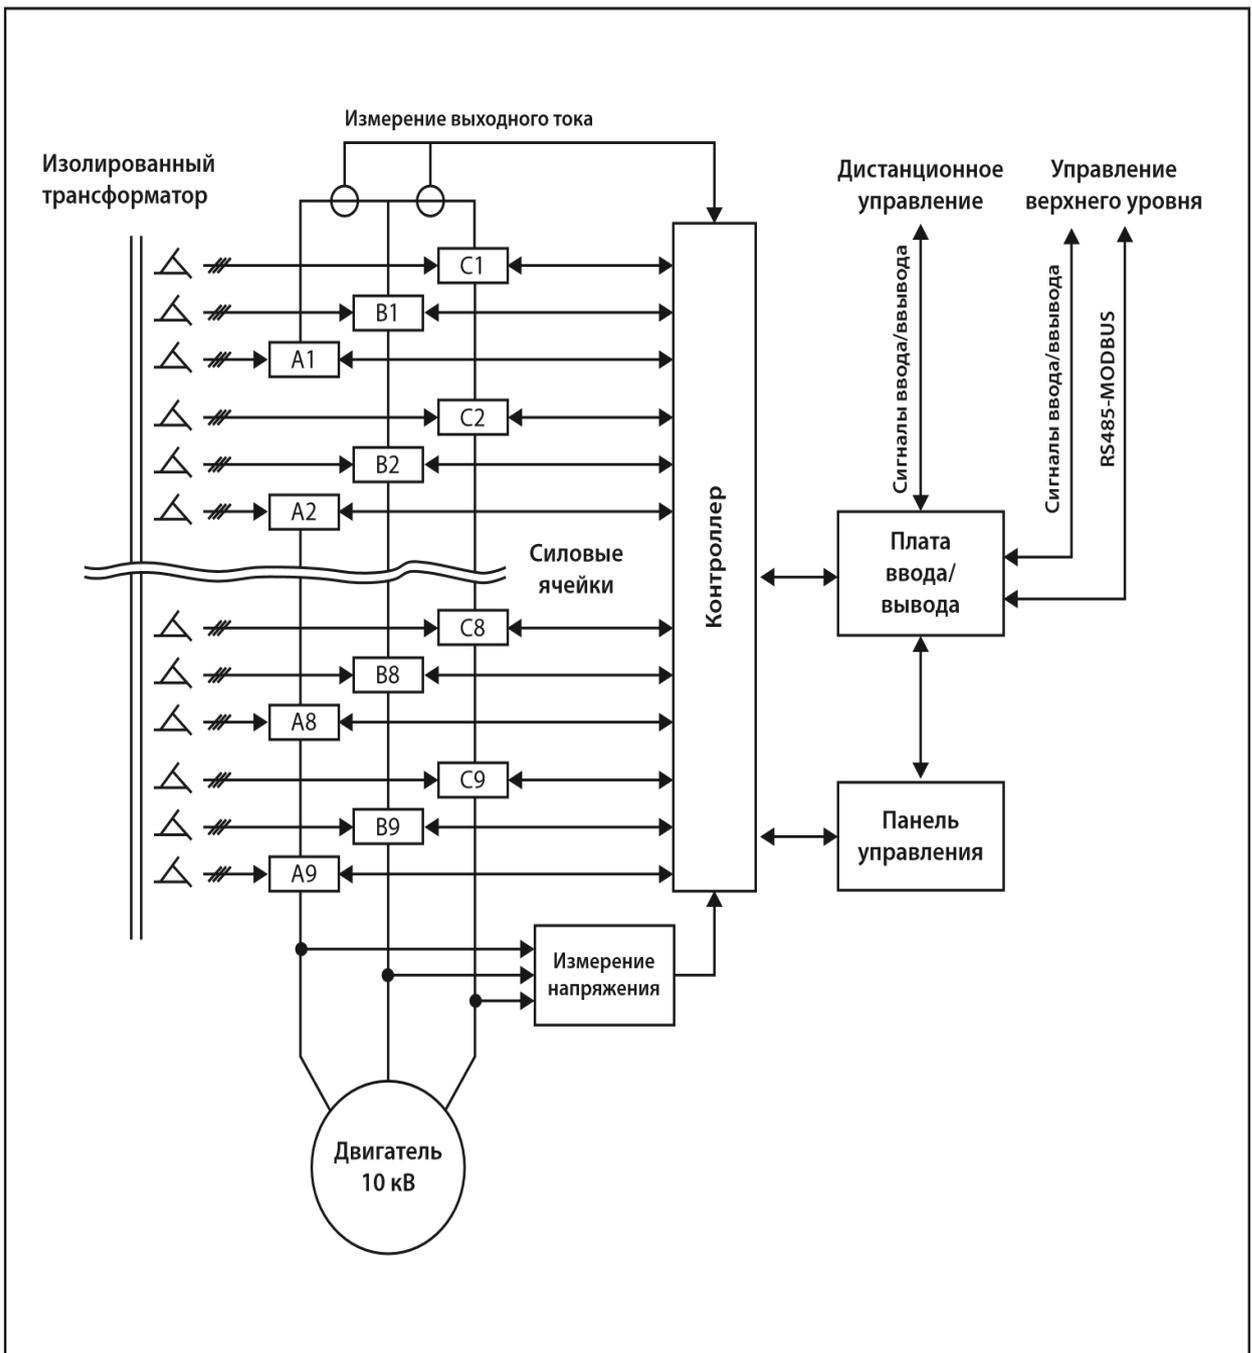 Измерение выходного тока
Изолированный
трансформатор
Дистанционное
управление
Управление
верхнего уровня
Сигналы ввода/ввывода
Сигналы ввода/ввывода
RS485-MODBUS
C1
B1
A1
C2
B2
A2
Силовые
ячейки
Контроллер
Плата
ввода/
вывода
C8
B8
A8
C9
B9
A9
Панель
управления
Измерение
напряжения
Двигатель
10 кВ